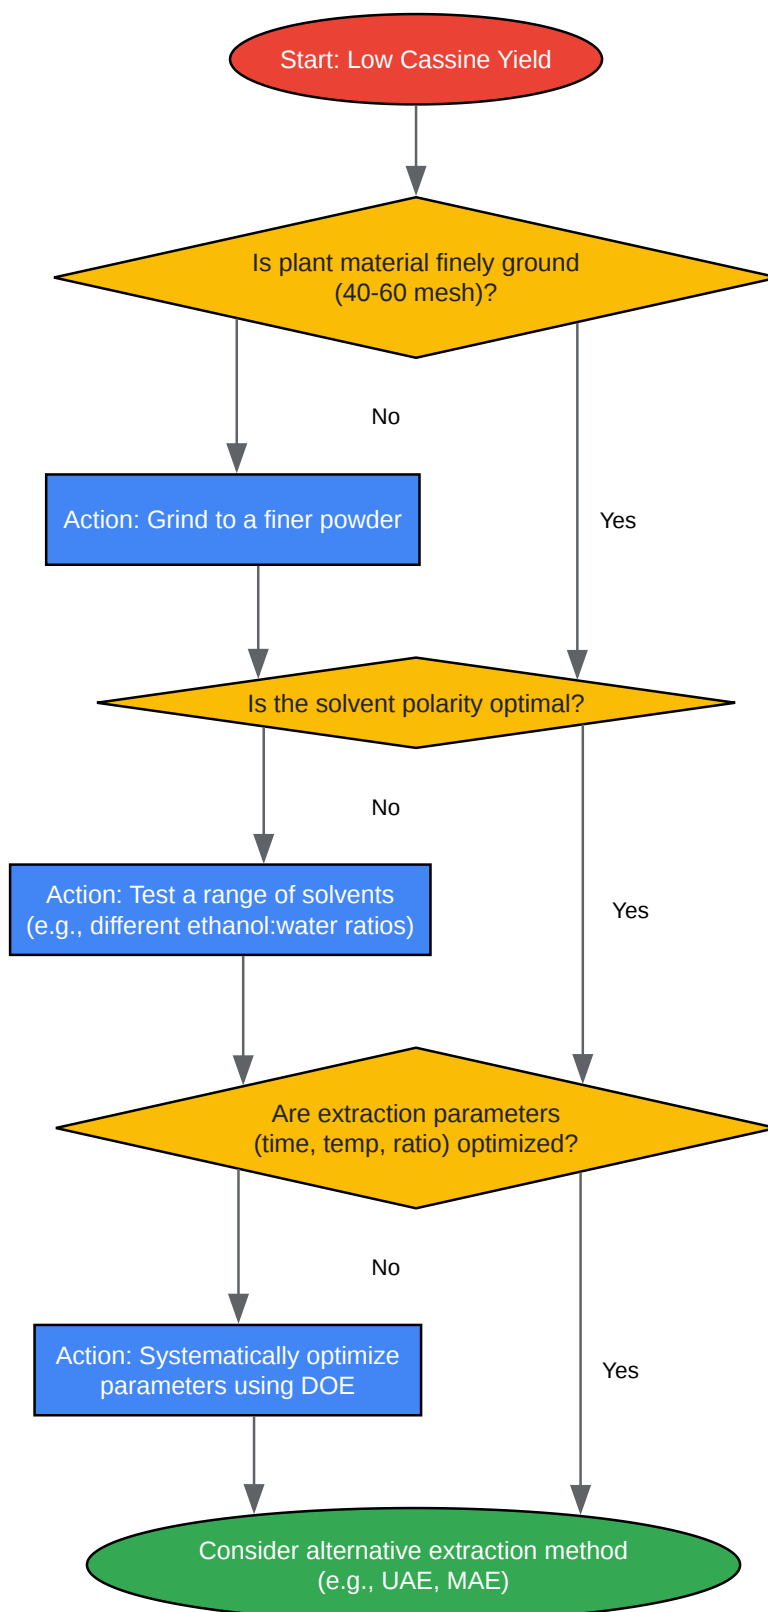 Start: Low Cassine Yield
Is plant material finely ground
(40-60 mesh)?
No
Action: Grind to a finer powder
Yes
Is the solvent polarity optimal?
No
Action: Test a range of solvents
(e.g., different ethanol:water ratios)
Yes
Are extraction parameters
(time, temp, ratio) optimized?
No
Action: Systematically optimize
parameters using DOE
Yes
Consider alternative extraction method
(e.g., UAE, MAE)